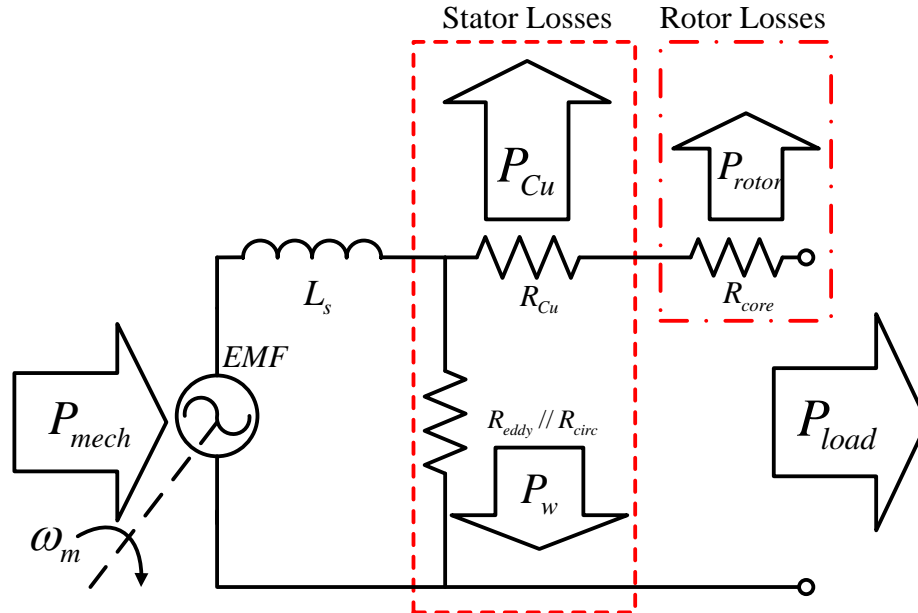 Stator Losses
Rotor Losses
P_Cu
P_rotor
L_s
R_Cu
R_core
EMF
P_mech
R_eddy // R_circ
P_load
P_w
ω_m